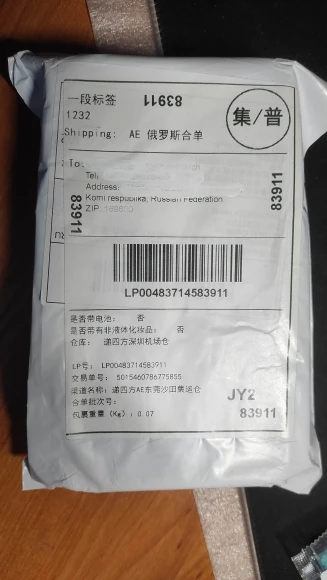 一段标签
83911
1232
集/普
Shipping: AE 俄罗斯合单
To:
Tel:
Address:
Komi respublika, Russian Federation
ZIP:
83911
83911
LP00483714583911
是否带电池: 否
是否带有非液体化妆品: 否
仓库: 递四方深圳机场仓
LP号: LP00483714583911
交易单号: 5015460786775855
渠道名称: 递四方AE东莞沙田集运仓
合单批次号:
包裹重量(Kg): 0.07
JY2
83911